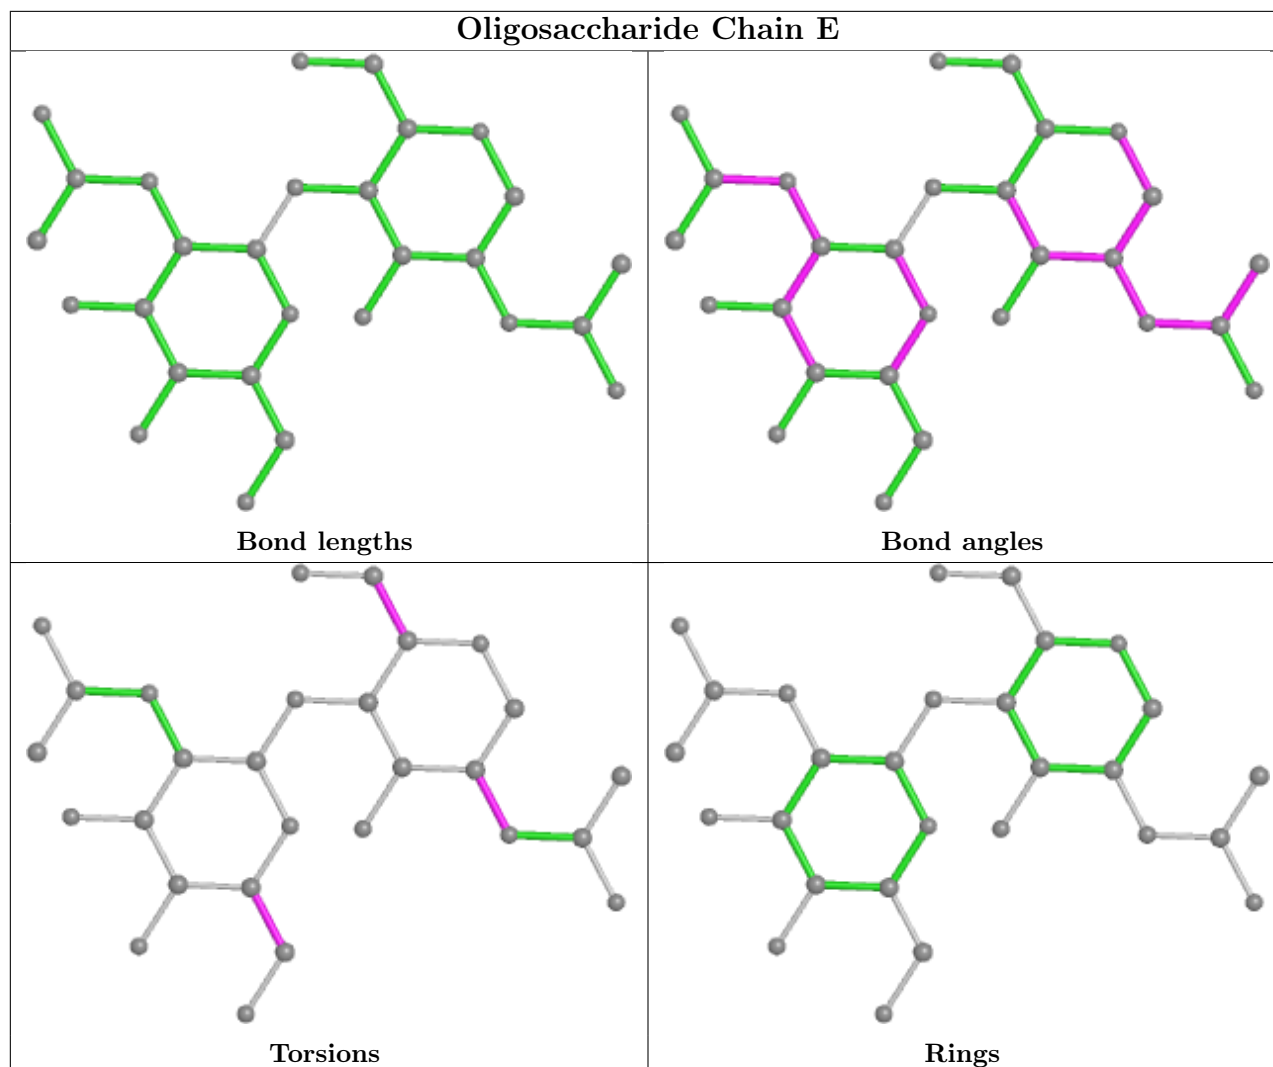 Oligosaccharide Chain E
Bond lengths
Bond angles
Torsions
Rings